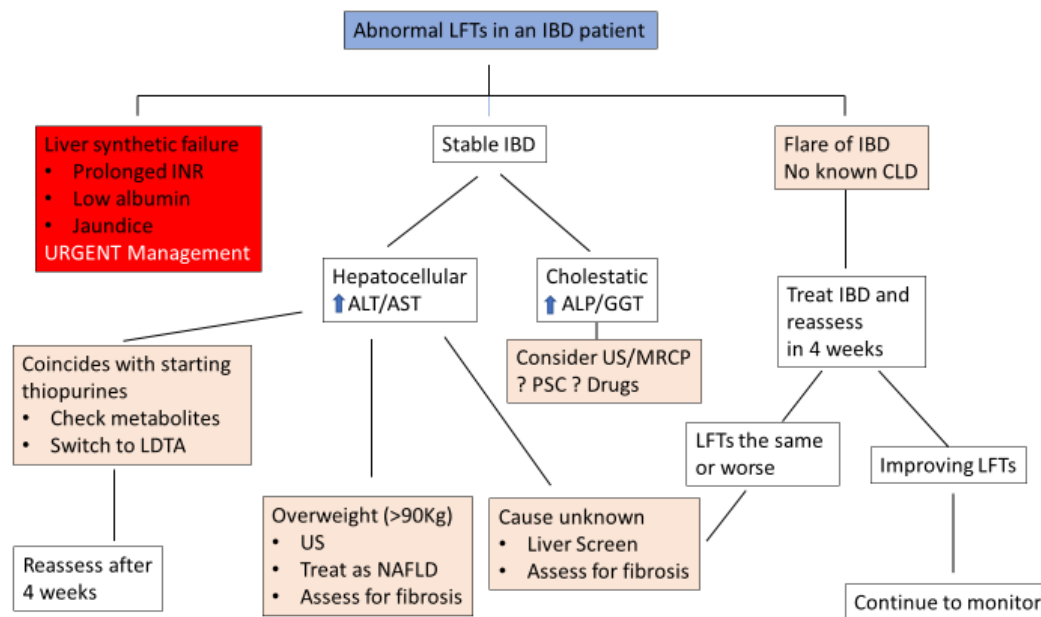 Abnormal LFTs in an IBD patient
Liver synthetic failure
• Prolonged INR
• Low albumin
• Jaundice
URGENT Management
Stable IBD
Flare of IBD
No known CLD
Hepatocellular
⬆ALT/AST
Cholestatic
⬆ ALP/GGT
Treat IBD and
reassess
in 4 weeks
Coincides with starting
thiopurines
• Check metabolites
• Switch to LDTA
Consider US/MRCP
? PSC ? Drugs
LFTs the same
or worse
Improving LFTs
Overweight (>90Kg)
• US
• Treat as NAFLD
• Assess for fibrosis
Cause unknown
• Liver Screen
• Assess for fibrosis
Reassess after
4 weeks
Continue to monitor